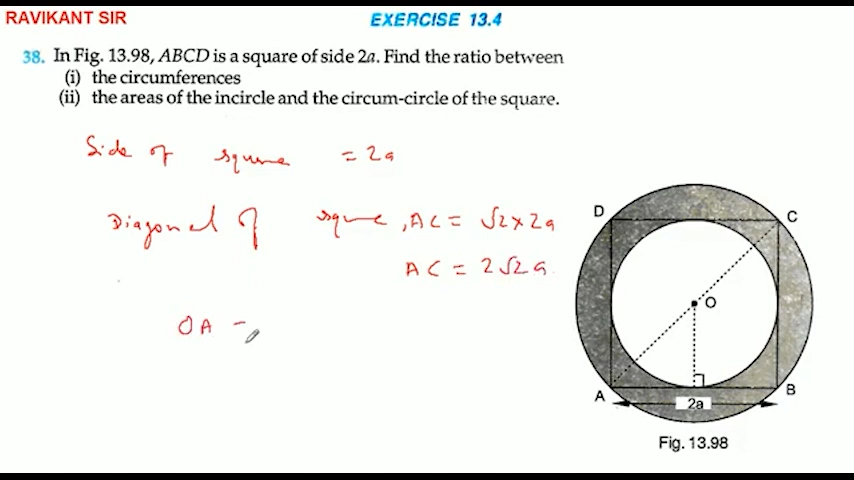 RAVIKANT SIR
EXERCISE 13.4
38. In Fig. 13.98, ABCD is a square of side 2a. Find the ratio between
(i) the circumferences
(ii) the areas of the incircle and the circum-circle of the square.
Side of square = 2a
Diagonal of square, AC = √2 × 2a
AC = 2√2 a
OA =
D
C
O
A
B
2a
Fig. 13.98